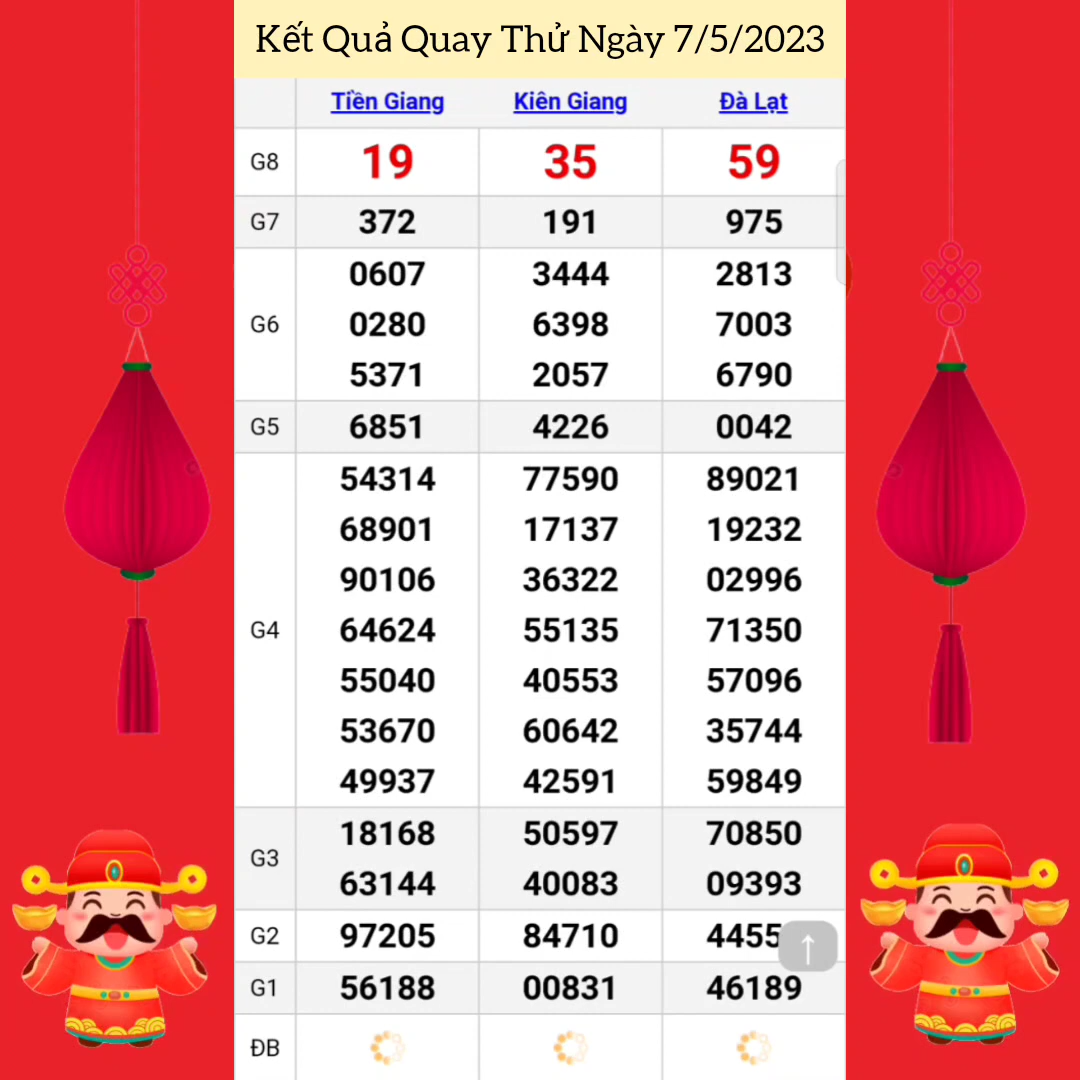 Kết Quả Quay Thử Ngày 7/5/2023
Tiền Giang Kiên Giang Đà Lạt
G8 19 35 59
G7 372 191 975
0607 3444 2813
G6 0280 6398 7003
5371 2057 6790
G5 6851 4226 0042
54314 77590 89021
68901 17137 19232
90106 36322 02996
G4 64624 55135 71350
55040 40553 57096
53670 60642 35744
49937 42591 59849
18168 50597 70850
G3
63144 40083 09393
G2 97205 84710
G1 56188 00831 46189
ĐB